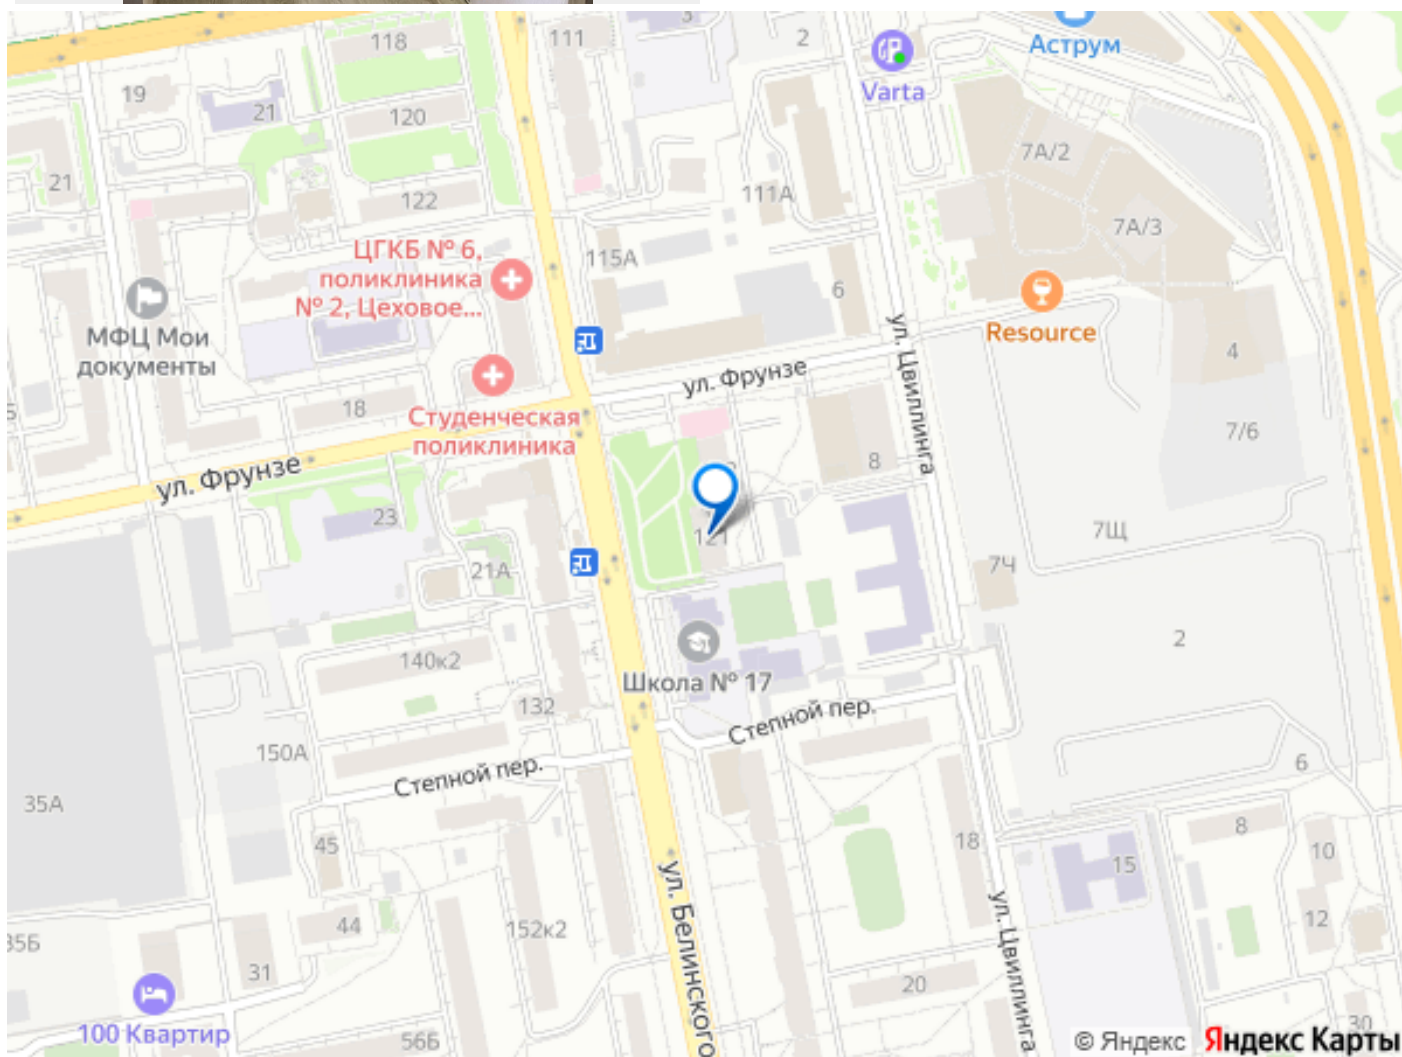 118
111
3
2
Аструм
Varta
19
21
120
7А/2
21
122
111А
7А/3
ЦГКБ № 6,
поликлиника
№ 2, Цеховое...
115А
6
МФЦ Мои
документы
ул. Цвиллинга
Resource
4
ул. Фрунзе
18
Студенческая
поликлиника
7/6
ул. Фрунзе
8
23
121
7Щ
21А
7Ч
140к2
Школа № 17
2
132
Степной пер.
150А
Степной пер.
6
35А
45
18
8
10
15
ул. Белинского
44
152к2
12
35Б
31
ул. Цвиллинга
20
100 Квартир
56Б
30
© Яндекс Яндекс Карты